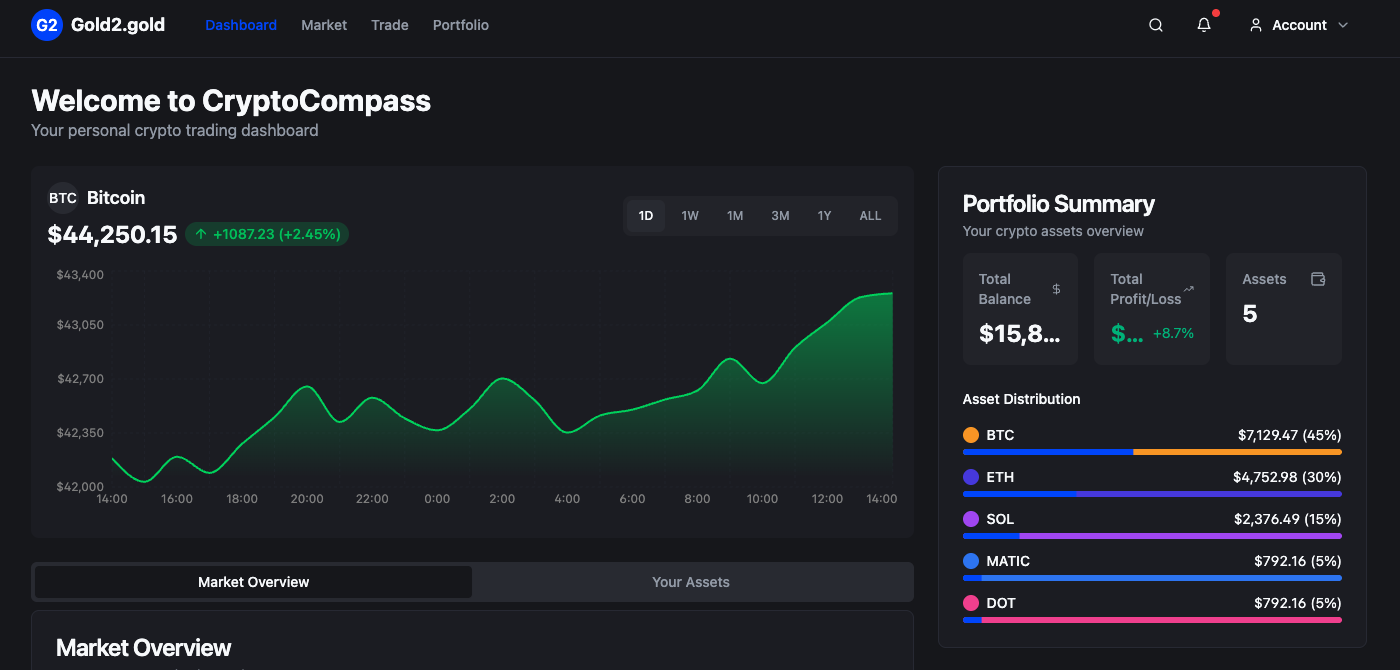 G2 Gold2.gold Dashboard Market Trade Portfolio Account
Welcome to CryptoCompass
Your personal crypto trading dashboard
BTC Bitcoin
$44,250.15 ↑ +1087.23 (+2.45%)
1D 1W 1M 3M 1Y ALL
$43,400
$43,050
$42,700
$42,350
$42,000
14:00 16:00 18:00 20:00 22:00 0:00 2:00 4:00 6:00 8:00 10:00 12:00 14:00
Market Overview Your Assets
Market Overview
Portfolio Summary
Your crypto assets overview
Total
Balance $
$15,8...
Total
Profit/Loss
$... +8.7%
Assets
5
Asset Distribution
BTC $7,129.47 (45%)
ETH $4,752.98 (30%)
SOL $2,376.49 (15%)
MATIC $792.16 (5%)
DOT $792.16 (5%)